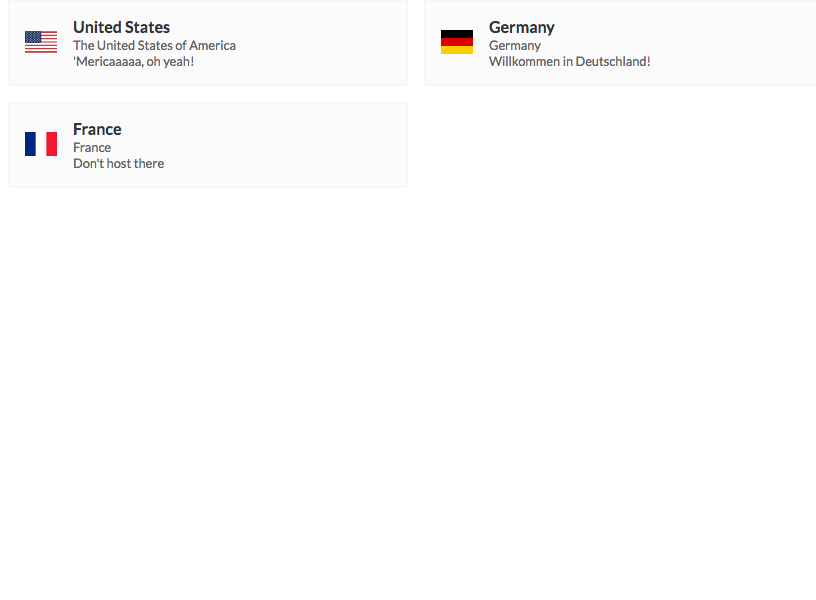 United States
The United States of America
'Mericaaaaa, oh yeah!
Germany
Germany
Willkommen in Deutschland!
France
France
Don't host there